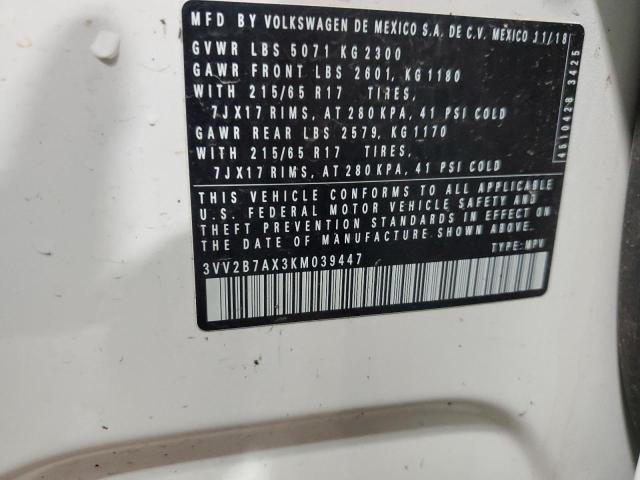 MFD BY VOLKSWAGEN DE MEXICO S.A. DE C.V. MEXICO 11/18
GVWR LBS 5071 KG 2300
GAWR FRONT LBS 2601, KG 1180
WITH 215/65 R17 TIRES,
7JX17 RIMS, AT 280 KPA, 41 PSI COLD
GAWR REAR LBS 2579, KG 1170
WITH 215/65 R17 TIRES,
7JX17 RIMS, AT 280 KPA, 41 PSI COLD
THIS VEHICLE CONFORMS TO ALL APPLICABLE
U.S. FEDERAL MOTOR VEHICLE SAFETY AND
THEFT PREVENTION STANDARDS IN EFFECT ON
THE DATE OF MANUFACTURE SHOWN ABOVE.
3VV2B7AX3KM039447
TYPE: MPV
4510428 3425